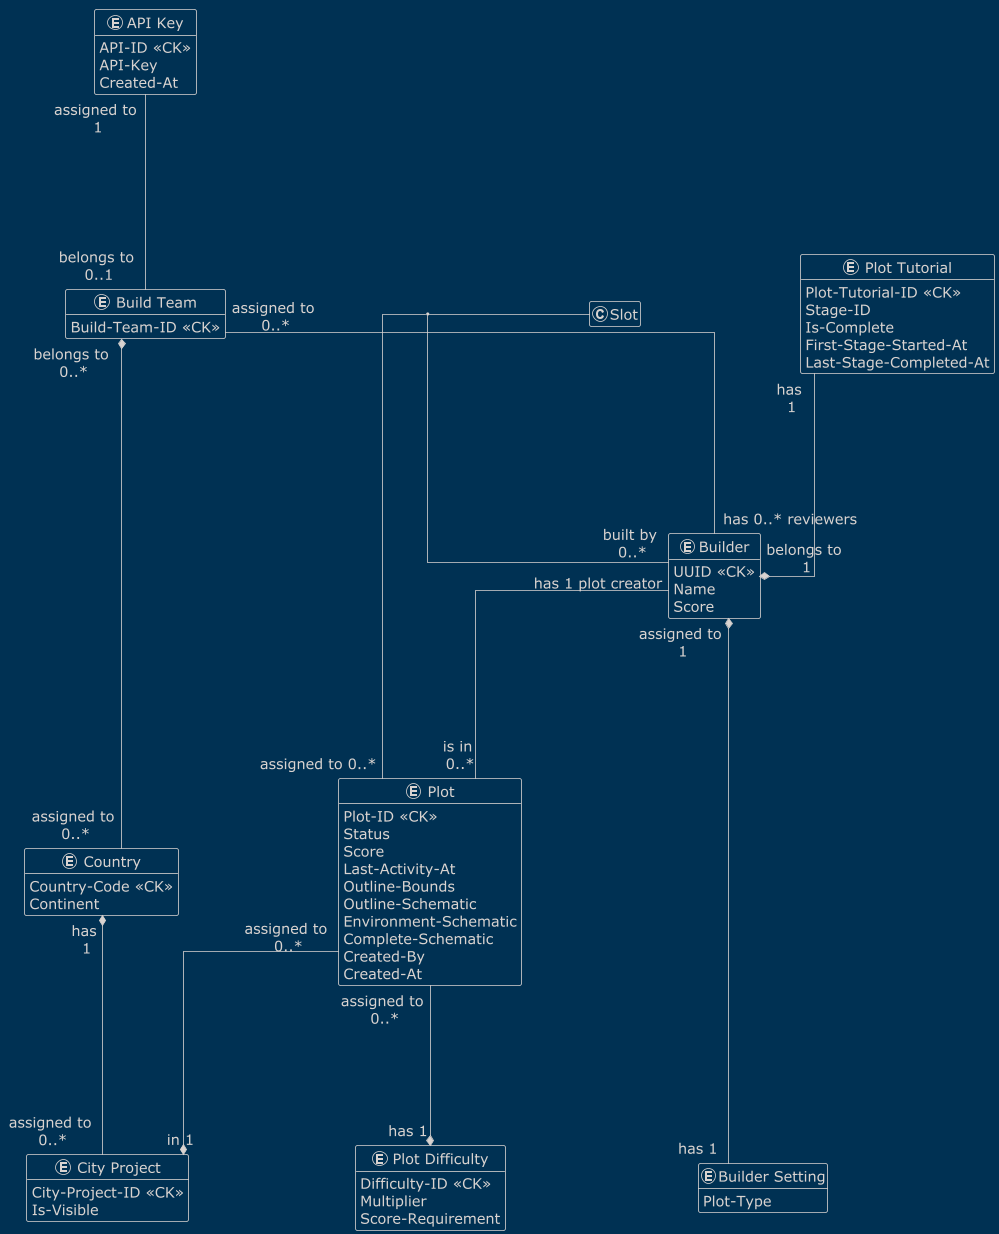 E API Key
API-ID «CK»
API-Key
Created-At
assigned to
1
belongs to
0..1
E Build Team
Build-Team-ID «CK»
assigned to
0..*
belongs to
0..*
C Slot
E Plot Tutorial
Plot-Tutorial-ID «CK»
Stage-ID
Is-Complete
First-Stage-Started-At
Last-Stage-Completed-At
has
1
has 0..* reviewers
built by
0..*
E Builder
UUID «CK»
Name
Score
belongs to
1
has 1 plot creator
assigned to
1
is in
0..*
assigned to 0..*
E Plot
Plot-ID «CK»
Status
Score
Last-Activity-At
Outline-Bounds
Outline-Schematic
Environment-Schematic
Complete-Schematic
Created-By
Created-At
assigned to
0..*
E Country
Country-Code «CK»
Continent
has
1
assigned to
0..*
assigned to
0..*
assigned to
0..*
in 1
E City Project
City-Project-ID «CK»
Is-Visible
has 1
E Plot Difficulty
Difficulty-ID «CK»
Multiplier
Score-Requirement
has 1
E Builder Setting
Plot-Type